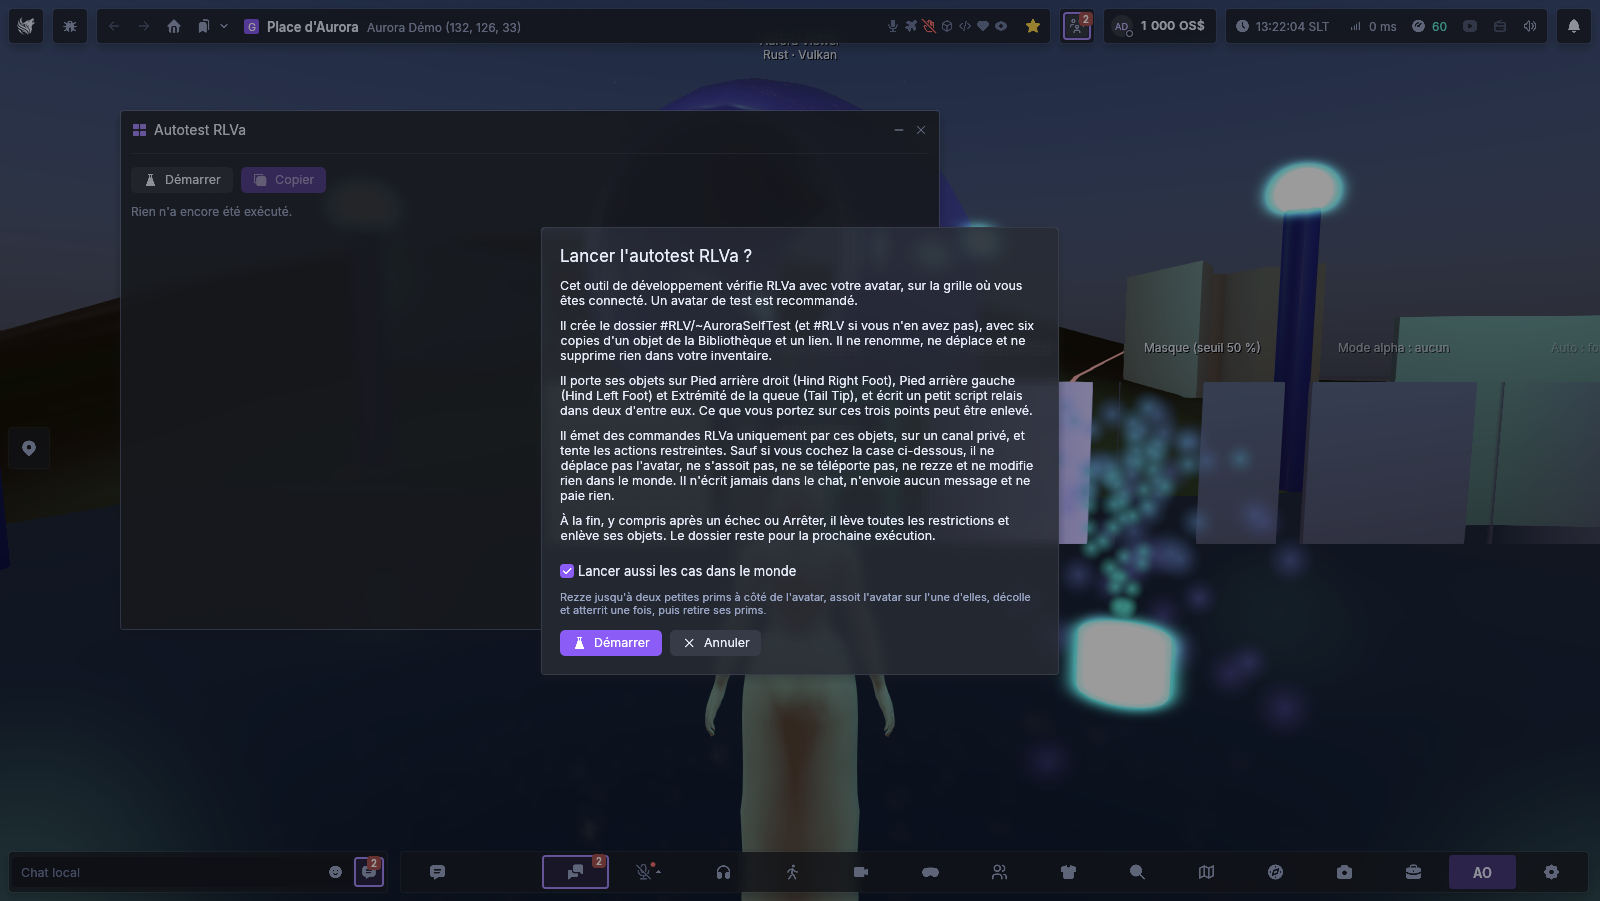 Place d'Aurora Aurora Démo (132, 126, 33)
2
AD 1 000 OS$
13:22:04 SLT 0 ms 60
Rust · Vulkan
Autotest RLVa
Démarrer Copier
Rien n'a encore été exécuté.
Lancer l'autotest RLVa ?
Cet outil de développement vérifie RLVa avec votre avatar, sur la grille où vous
êtes connecté. Un avatar de test est recommandé.
Il crée le dossier #RLV/~AuroraSelfTest (et #RLV si vous n'en avez pas), avec six
copies d'un objet de la Bibliothèque et un lien. Il ne renomme, ne déplace et ne
supprime rien dans votre inventaire.
Il porte ses objets sur Pied arrière droit (Hind Right Foot), Pied arrière gauche
(Hind Left Foot) et Extrémité de la queue (Tail Tip), et écrit un petit script relais
dans deux d'entre eux. Ce que vous portez sur ces trois points peut être enlevé.
Il émet des commandes RLVa uniquement par ces objets, sur un canal privé, et
tente les actions restreintes. Sauf si vous cochez la case ci-dessous, il ne
déplace pas l'avatar, ne s'assoit pas, ne se téléporte pas, ne rezze et ne modifie
rien dans le monde. Il n'écrit jamais dans le chat, n'envoie aucun message et ne
paie rien.
À la fin, y compris après un échec ou Arrêter, il lève toutes les restrictions et
enlève ses objets. Le dossier reste pour la prochaine exécution.
Lancer aussi les cas dans le monde
Rezze jusqu'à deux petites prims à côté de l'avatar, assoit l'avatar sur l'une d'elles, décolle
et atterrit une fois, puis retire ses prims.
Démarrer Annuler
Masque (seuil 50 %) Mode alpha : aucun Auto :
Chat local 2
2
AO